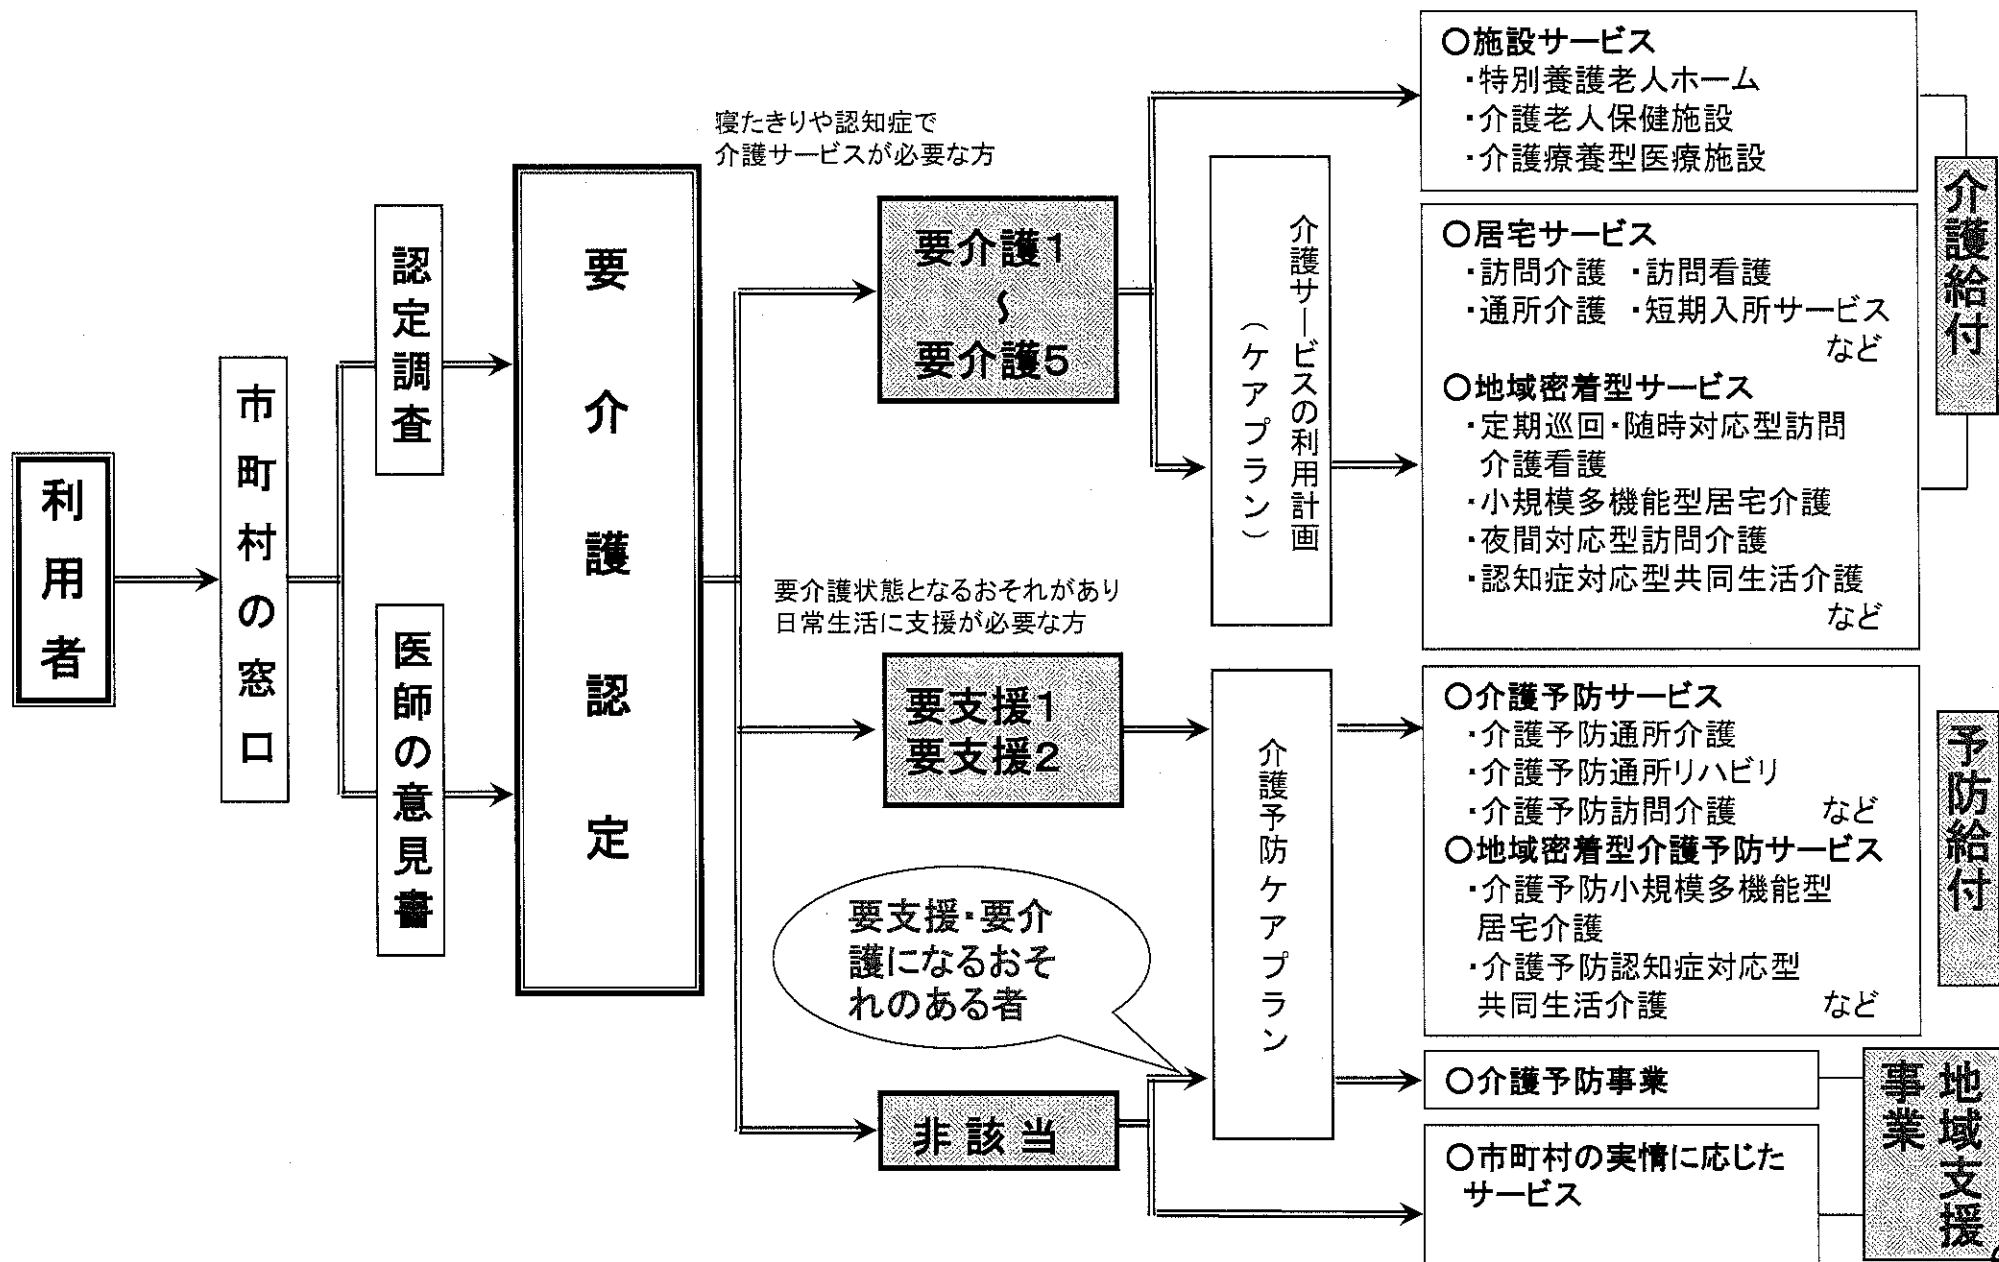 利用者
市町村の窓口
認定調査
医師の意見書
要介護認定
寝たきりや認知症で
介護サービスが必要な方
要介護1
～
要介護5
要介護状態となるおそれがあり
日常生活に支援が必要な方
要支援1
要支援2
要支援・要介
護になるおそ
れのある者
非該当
介護サービスの利用計画
（ケアプラン）
介護予防ケアプラン
○施設サービス
・特別養護老人ホーム
・介護老人保健施設
・介護療養型医療施設
○居宅サービス
・訪問介護 ・訪問看護
・通所介護 ・短期入所サービス
など
○地域密着型サービス
・定期巡回・随時対応型訪問
介護看護
・小規模多機能型居宅介護
・夜間対応型訪問介護
・認知症対応型共同生活介護
など
介護給付
○介護予防サービス
・介護予防通所介護
・介護予防通所リハビリ
・介護予防訪問介護 など
○地域密着型介護予防サービス
・介護予防小規模多機能型
居宅介護
・介護予防認知症対応型
共同生活介護 など
予防給付
○介護予防事業
○市町村の実情に応じた
サービス
地域支援
事業